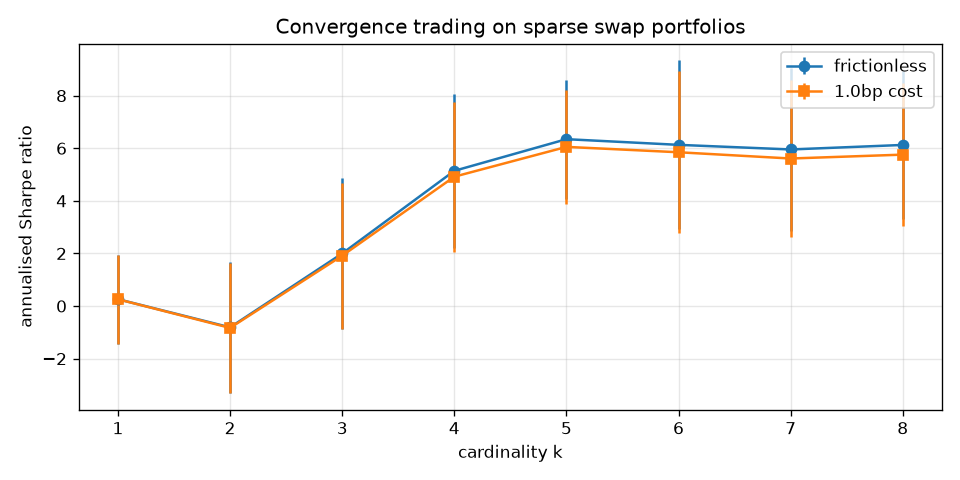 Convergence trading on sparse swap portfolios
frictionless
1.0bp cost
annualised Sharpe ratio
8
6
4
2
0
−2
1 2 3 4 5 6 7 8
cardinality k